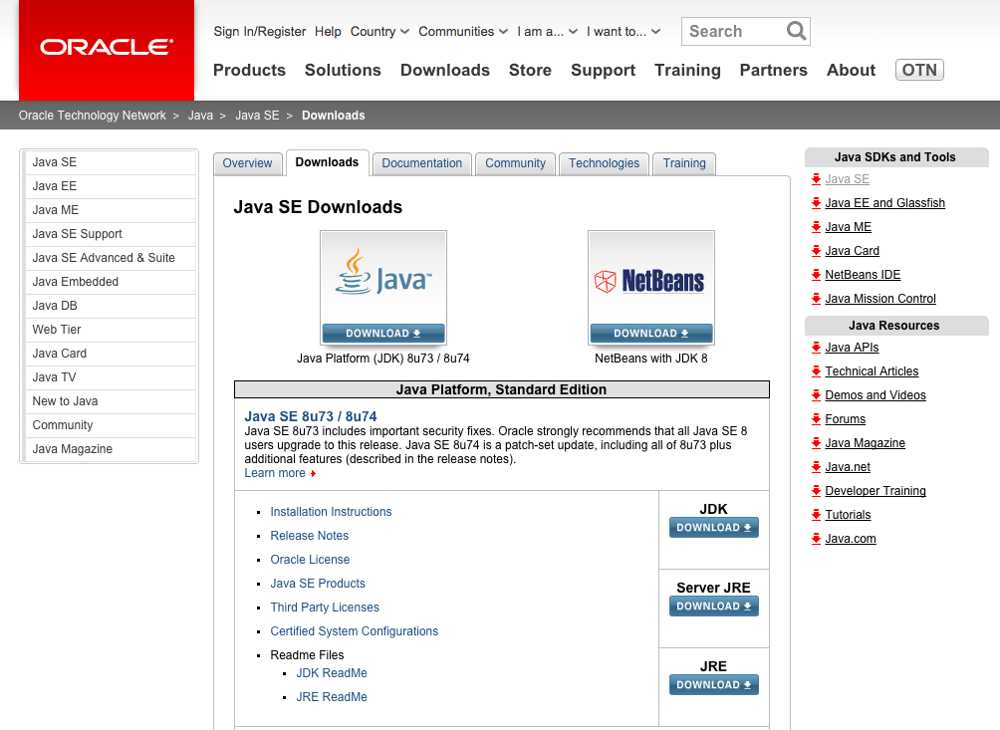 ORACLE
Sign In/Register Help Country Communities I am a... I want to... Search
Products Solutions Downloads Store Support Training Partners About OTN
Oracle Technology Network > Java > Java SE > Downloads
Java SE
Java EE
Java ME
Java SE Support
Java SE Advanced & Suite
Java Embedded
Java DB
Web Tier
Java Card
Java TV
New to Java
Community
Java Magazine
Overview Downloads Documentation Community Technologies Training
Java SE Downloads
Java™
DOWNLOAD
Java Platform (JDK) 8u73 / 8u74
NetBeans
DOWNLOAD
NetBeans with JDK 8
Java Platform, Standard Edition
Java SE 8u73 / 8u74
Java SE 8u73 includes important security fixes. Oracle strongly recommends that all Java SE 8
users upgrade to this release. Java SE 8u74 is a patch-set update, including all of 8u73 plus
additional features (described in the release notes).
Learn more
Installation Instructions
Release Notes
Oracle License
Java SE Products
Third Party Licenses
Certified System Configurations
Readme Files
JDK ReadMe
JRE ReadMe
JDK
DOWNLOAD
Server JRE
DOWNLOAD
JRE
DOWNLOAD
Java SDKs and Tools
Java SE
Java EE and Glassfish
Java ME
Java Card
NetBeans IDE
Java Mission Control
Java Resources
Java APIs
Technical Articles
Demos and Videos
Forums
Java Magazine
Java.net
Developer Training
Tutorials
Java.com